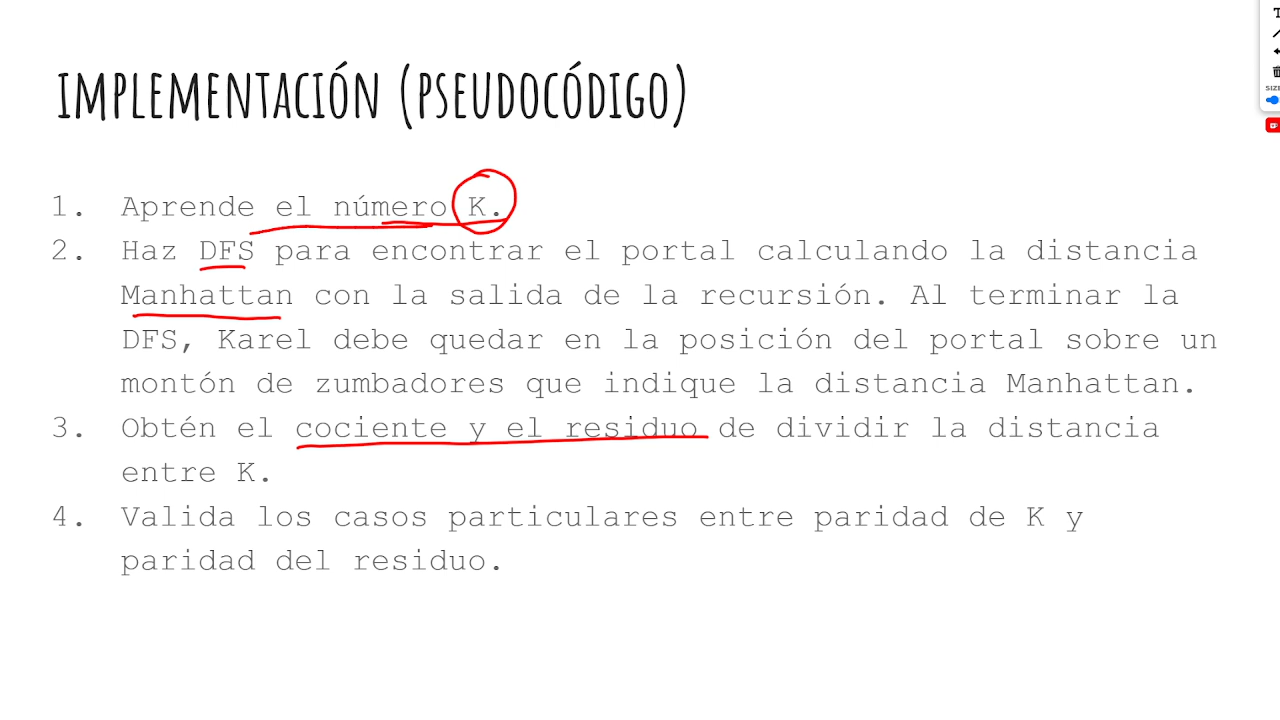 IMPLEMENTACIÓN (PSEUDOCÓDIGO)
1. Aprende el número K.
2. Haz DFS para encontrar el portal calculando la distancia
Manhattan con la salida de la recursión. Al terminar la
DFS, Karel debe quedar en la posición del portal sobre un
montón de zumbadores que indique la distancia Manhattan.
3. Obtén el cociente y el residuo de dividir la distancia
entre K.
4. Valida los casos particulares entre paridad de K y
paridad del residuo.